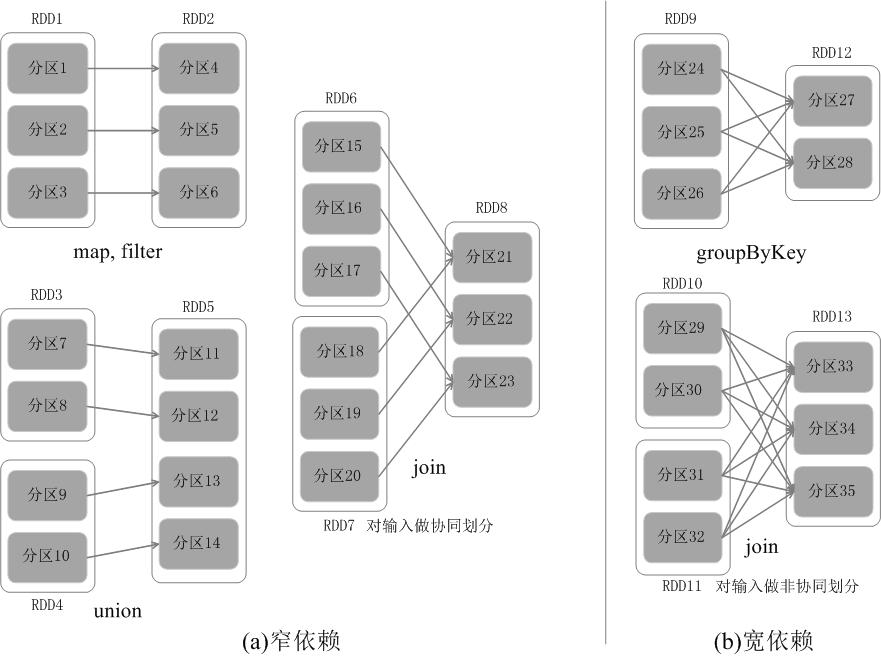 RDD1
RDD2
分区1
分区4
分区2
分区5
分区3
分区6
map, filter
RDD3
RDD5
分区7
分区11
分区8
分区12
分区9
分区13
分区10
分区14
RDD4
union
RDD6
分区15
分区16
分区17
RDD8
分区21
分区22
分区23
分区18
分区19
分区20
join
RDD7 对输入做协同划分
(a)窄依赖
RDD9
RDD12
分区24
分区27
分区25
分区28
分区26
groupByKey
RDD10
RDD13
分区29
分区33
分区30
分区34
分区31
分区35
分区32
join
RDD11 对输入做非协同划分
(b)宽依赖